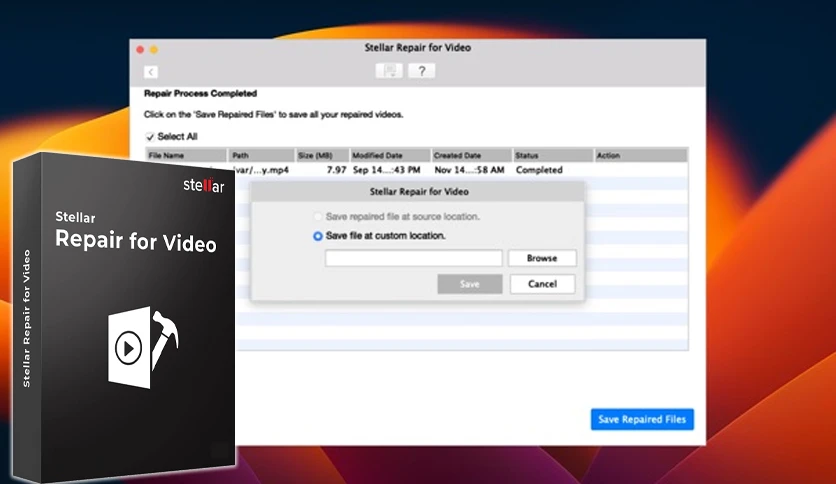 Stellar Repair for Video
?
Repair Process Completed
Click on the 'Save Repaired Files' to save all your repaired videos.
Select All
File Name Path Size (MB) Modified Date Created Date Status Action
var/...y.mp4 7.97 Sep 14...:43 PM Nov 14...:58 AM Completed
Stellar Repair for Video
Save repaired file at source location.
Save file at custom location.
Browse
Save Cancel
Save Repaired Files
stellar
Stellar
Repair for Video
Stellar Repair for Video